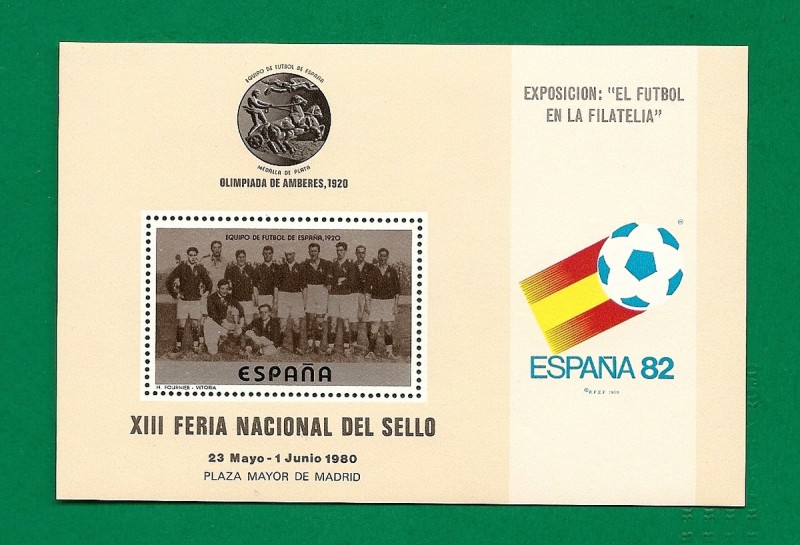 EQUIPO DE FUTBOL DE ESPAÑA
MEDALLA DE PLATA
OLIMPIADA DE AMBERES, 1920
EQUIPO DE FUTBOL DE ESPAÑA, 1920
ESPAÑA
H. FOURNIER - VITORIA
XIII FERIA NACIONAL DEL SELLO
23 Mayo - 1 Junio 1980
PLAZA MAYOR DE MADRID
EXPOSICION: "EL FUTBOL
EN LA FILATELIA"
®
ESPAÑA 82